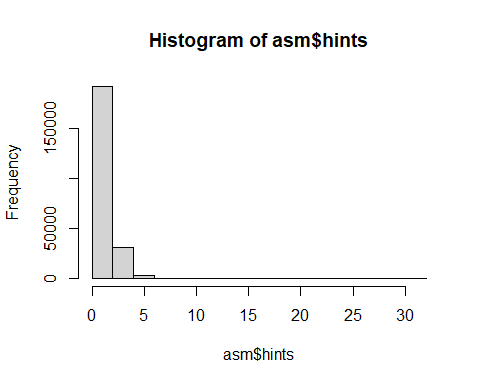 Histogram of asm$hints
Frequency
150000
50000
0
0 5 10 15 20 25 30
asm$hints